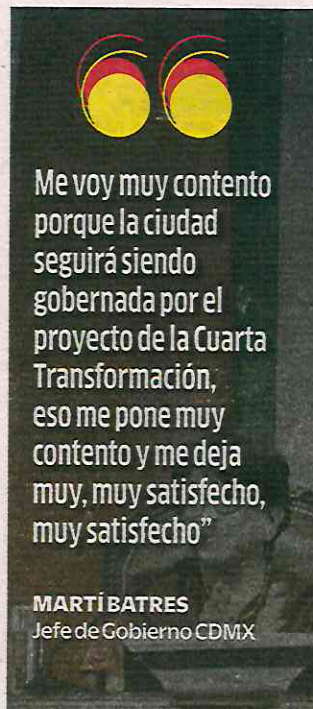 Me voy muy contento
porque la ciudad
seguirá siendo
gobernada por el
proyecto de la Cuarta
Transformación,
eso me pone muy
contento y me deja
muy, muy satisfecho,
muy satisfecho”
MARTÍ BATRES
Jefe de Gobierno CDMX